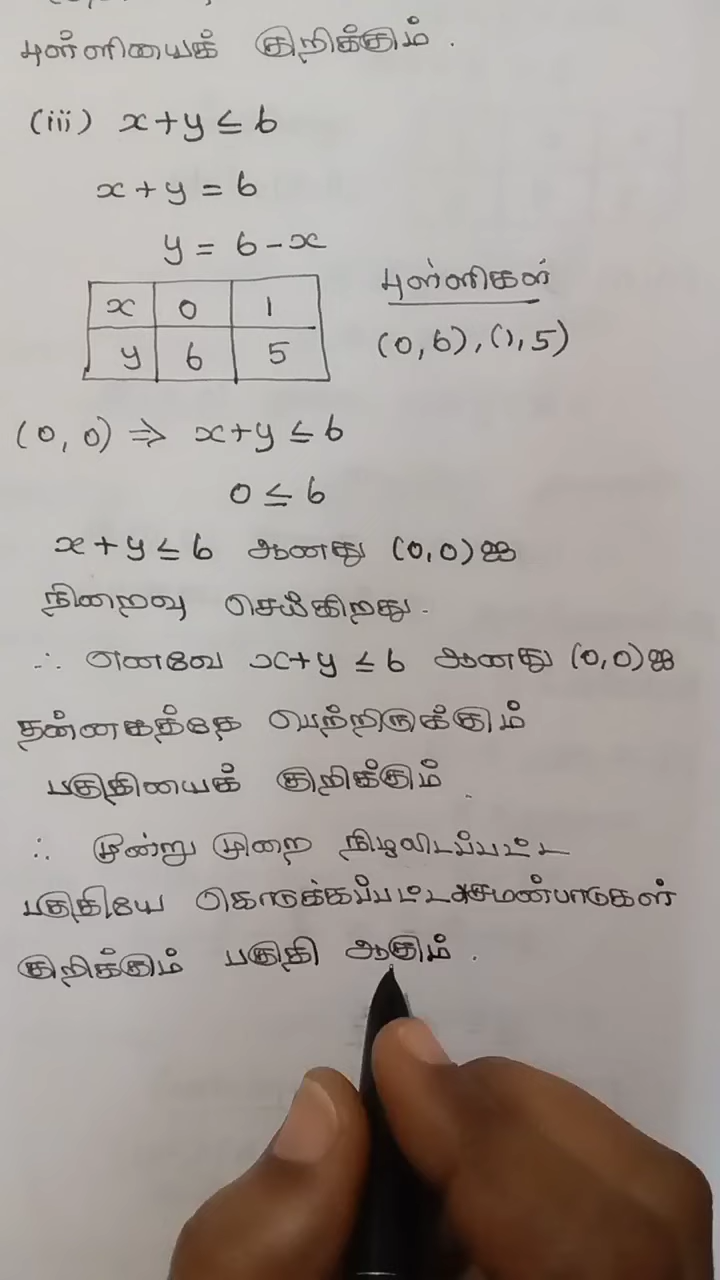 புள்ளியைக் குறிக்கும்.
(iii) x+y ≤ 6
x+y = 6
y = 6-x
x 0 1
y 6 5
புள்ளிகள்
(0,6),(1,5)
(0,0) ⇒ x+y ≤ 6
0 ≤ 6
x+y ≤ 6 ஆனது (0,0)ஐ
நிறைவு செய்கிறது.
∴ எனவே x+y ≤ 6 ஆனது (0,0)ஐ
தன்னகத்தே பெற்றிருக்கும்
பகுதியைக் குறிக்கும்.
∴ மூன்று முறை நிழலிடப்பட்ட
பகுதியே கொடுக்கப்பட்ட அசமன்பாடுகள்
குறிக்கும் பகுதி ஆகும்.